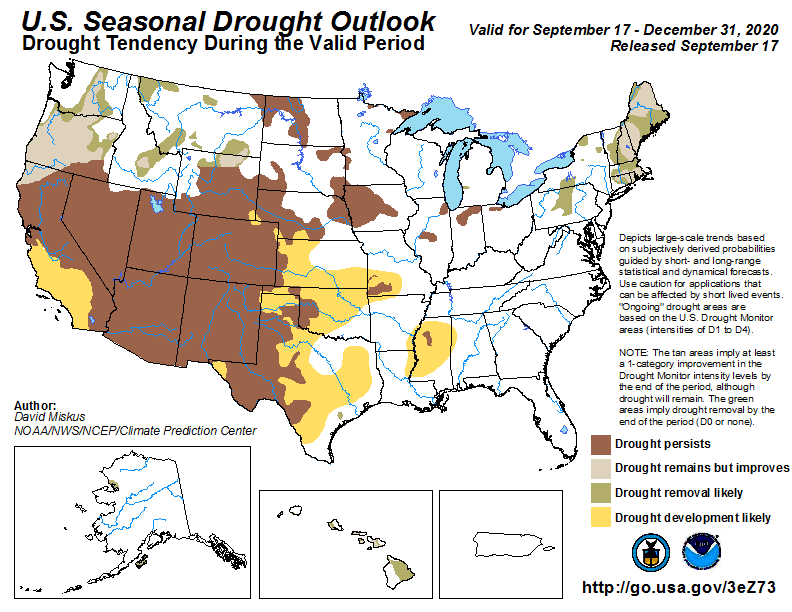 U.S. Seasonal Drought Outlook
Drought Tendency During the Valid Period
Valid for September 17 - December 31, 2020
Released September 17
Depicts large-scale trends based
on subjectively derived probabilities
guided by short- and long-range
statistical and dynamical forecasts.
Use caution for applications that
can be affected by short lived events.
"Ongoing" drought areas are
based on the U.S. Drought Monitor
areas (intensities of D1 to D4).
NOTE: The tan areas imply at least
a 1-category improvement in the
Drought Monitor intensity levels by
the end of the period, although
drought will remain. The green
areas imply drought removal by the
end of the period (D0 or none).
Author:
David Miskus
NOAA/NWS/NCEP/Climate Prediction Center
Drought persists
Drought remains but improves
Drought removal likely
Drought development likely
http://go.usa.gov/3eZ73